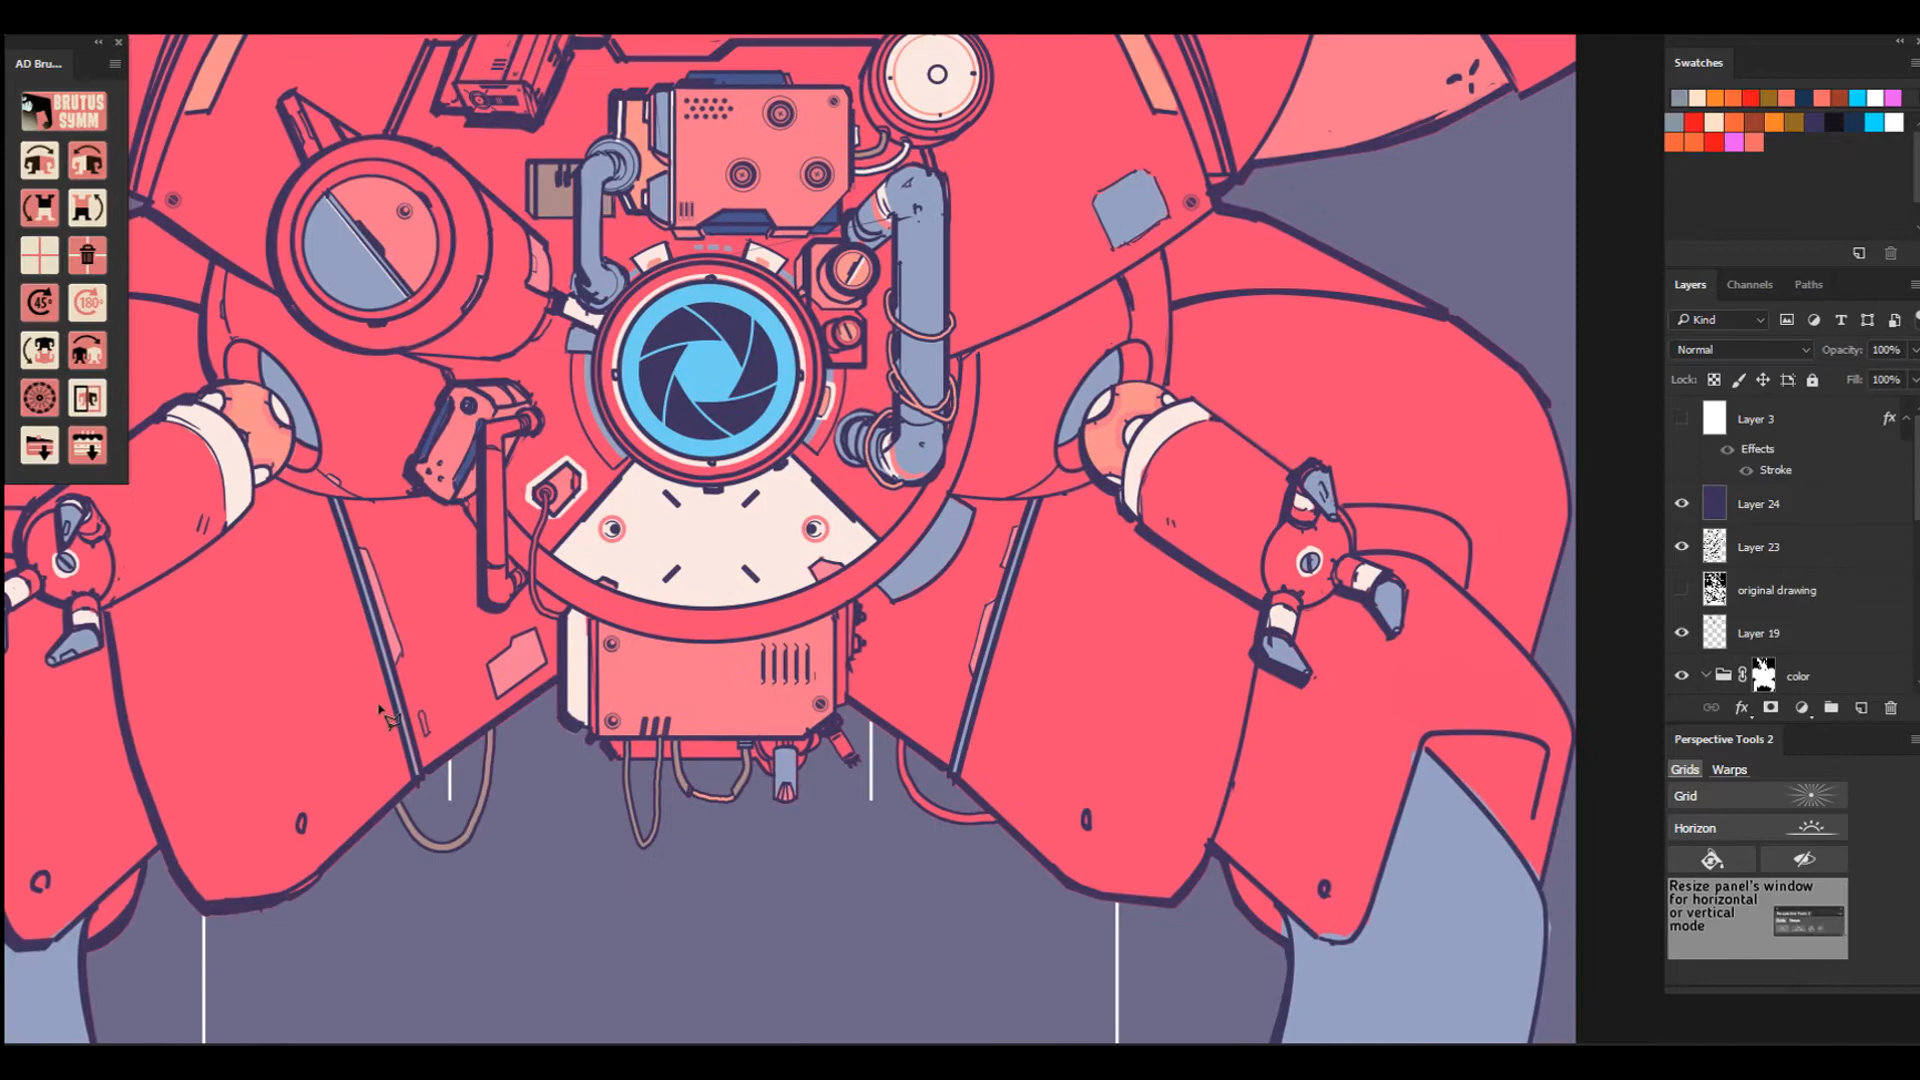 AD Bru...
BRUTUS
SYMM
45°
180°
Swatches
Layers Channels Paths
Kind
Normal Opacity: 100%
Lock: Fill: 100%
Layer 3 fx
Effects
Stroke
Layer 24
Layer 23
original drawing
Layer 19
color
fx
Perspective Tools 2
Grids Warps
Grid
Horizon
Resize panel's window
for horizontal
or vertical
mode